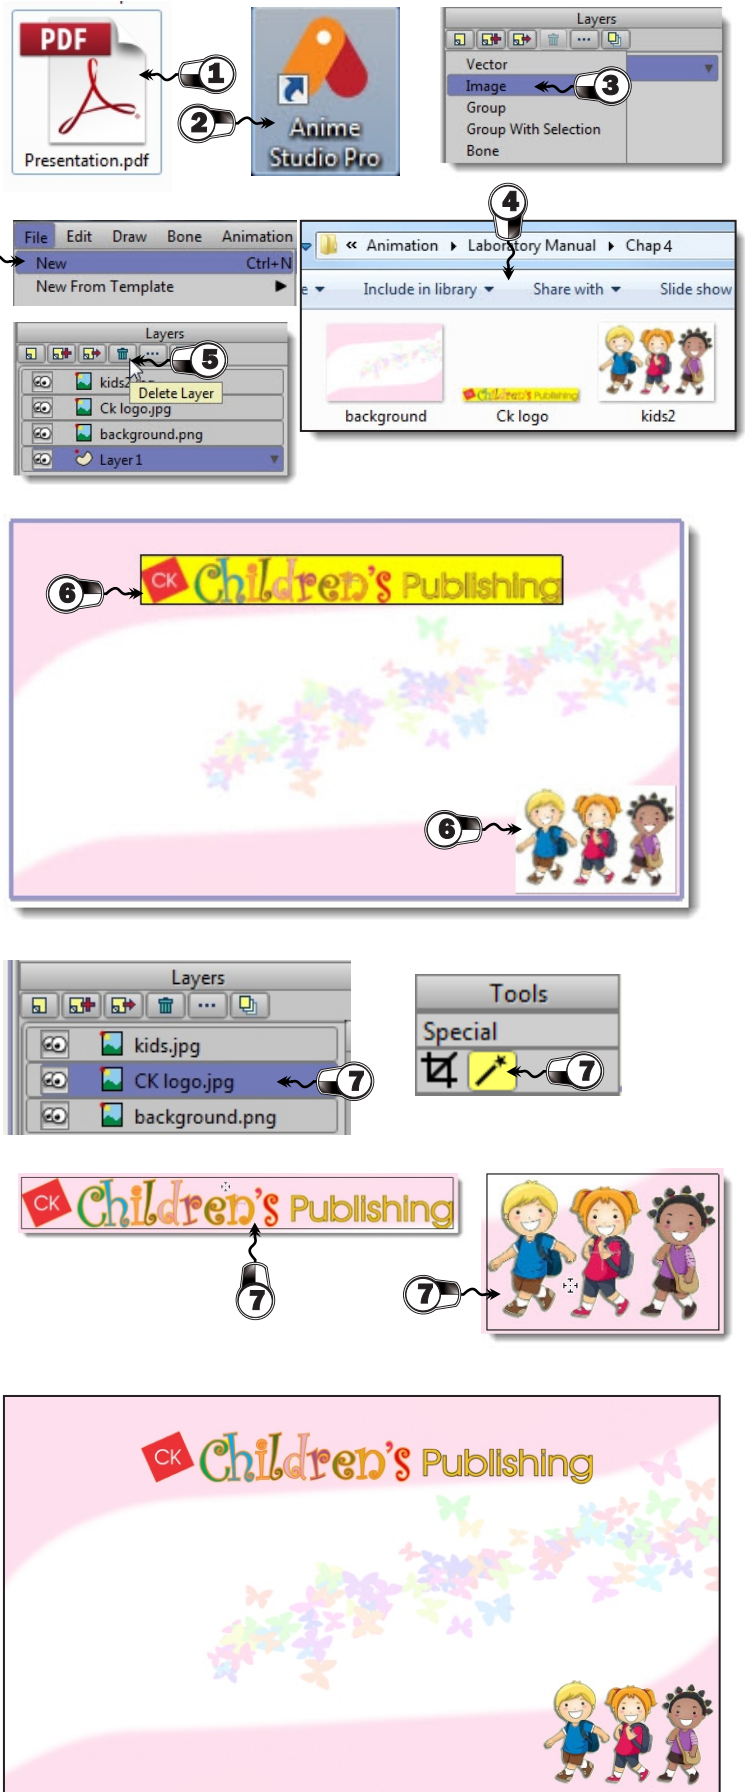 PDF
Presentation.pdf
1
2
Anime
Studio Pro
Layers
Vector
Image
Group
Group With Selection
Bone
3
File Edit Draw Bone Animation
New Ctrl+N
New From Template
4
« Animation Laboratory Manual Chap 4
Include in library Share with Slide show
background
Ck logo
kids2
Children's Publishing
Layers
5
Delete Layer
Ck logo.jpg
background.png
Layer 1
6
CK Children's Publishing
6
Layers
kids.jpg
CK logo.jpg
background.png
7
Tools
Special
7
CK Children's Publishing
7
7
CK Children's Publishing